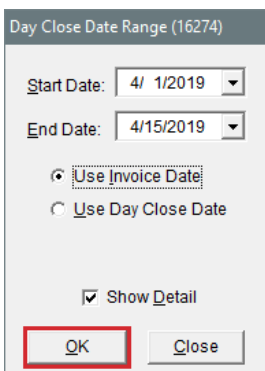 Day Close Date Range (16274)
Start Date: 4/ 1/2019
End Date: 4/15/2019
Use Invoice Date
Use Day Close Date
Show Detail
OK Close